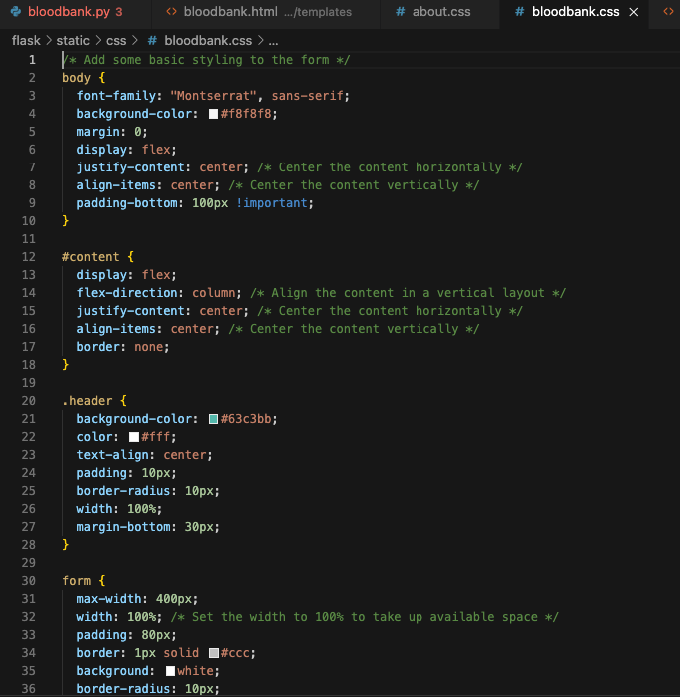 bloodbank.py 3 <> bloodbank.html .../templates # about.css # bloodbank.css × <>
flask > static > css > # bloodbank.css > ...
1 /* Add some basic styling to the form */
2 body {
3 font-family: "Montserrat", sans-serif;
4 background-color: #f8f8f8;
5 margin: 0;
6 display: flex;
7 justify-content: center; /* Center the content horizontally */
8 align-items: center; /* Center the content vertically */
9 padding-bottom: 100px !important;
10 }
11
12 #content {
13 display: flex;
14 flex-direction: column; /* Align the content in a vertical layout */
15 justify-content: center; /* Center the content horizontally */
16 align-items: center; /* Center the content vertically */
17 border: none;
18 }
19
20 .header {
21 background-color: #63c3bb;
22 color: #fff;
23 text-align: center;
24 padding: 10px;
25 border-radius: 10px;
26 width: 100%;
27 margin-bottom: 30px;
28 }
29
30 form {
31 max-width: 400px;
32 width: 100%; /* Set the width to 100% to take up available space */
33 padding: 80px;
34 border: 1px solid #ccc;
35 background: white;
36 border-radius: 10px;